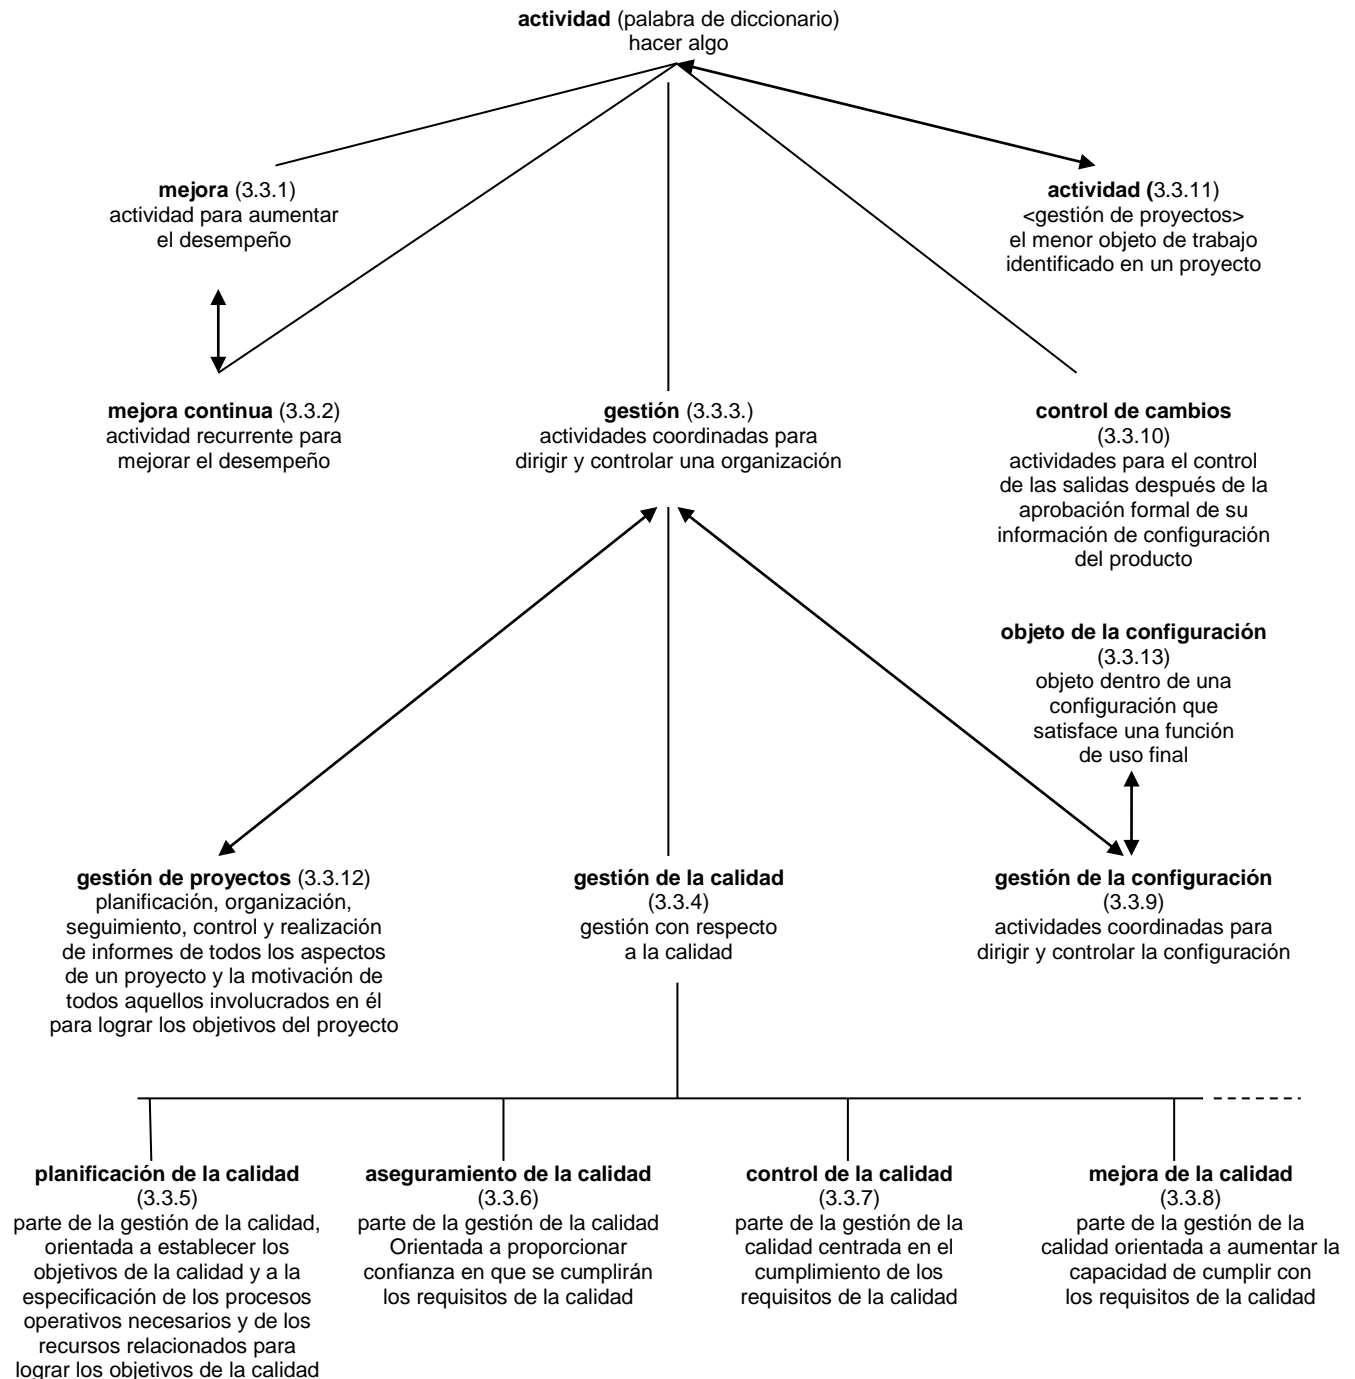 actividad (palabra de diccionario)
hacer algo
mejora (3.3.1)
actividad para aumentar
el desempeño
actividad (3.3.11)
<gestión de proyectos>
el menor objeto de trabajo
identificado en un proyecto
mejora continua (3.3.2)
actividad recurrente para
mejorar el desempeño
gestión (3.3.3.)
actividades coordinadas para
dirigir y controlar una organización
control de cambios
(3.3.10)
actividades para el control
de las salidas después de la
aprobación formal de su
información de configuración
del producto
objeto de la configuración
(3.3.13)
objeto dentro de una
configuración que
satisface una función
de uso final
gestión de proyectos (3.3.12)
planificación, organización,
seguimiento, control y realización
de informes de todos los aspectos
de un proyecto y la motivación de
todos aquellos involucrados en él
para lograr los objetivos del proyecto
gestión de la calidad
(3.3.4)
gestión con respecto
a la calidad
gestión de la configuración
(3.3.9)
actividades coordinadas para
dirigir y controlar la configuración
planificación de la calidad
(3.3.5)
parte de la gestión de la calidad,
orientada a establecer los
objetivos de la calidad y a la
especificación de los procesos
operativos necesarios y de los
recursos relacionados para
lograr los objetivos de la calidad
aseguramiento de la calidad
(3.3.6)
parte de la gestión de la calidad
Orientada a proporcionar
confianza en que se cumplirán
los requisitos de la calidad
control de la calidad
(3.3.7)
parte de la gestión de la
calidad centrada en el
cumplimiento de los
requisitos de la calidad
mejora de la calidad
(3.3.8)
parte de la gestión de la
calidad orientada a aumentar la
capacidad de cumplir con
los requisitos de la calidad